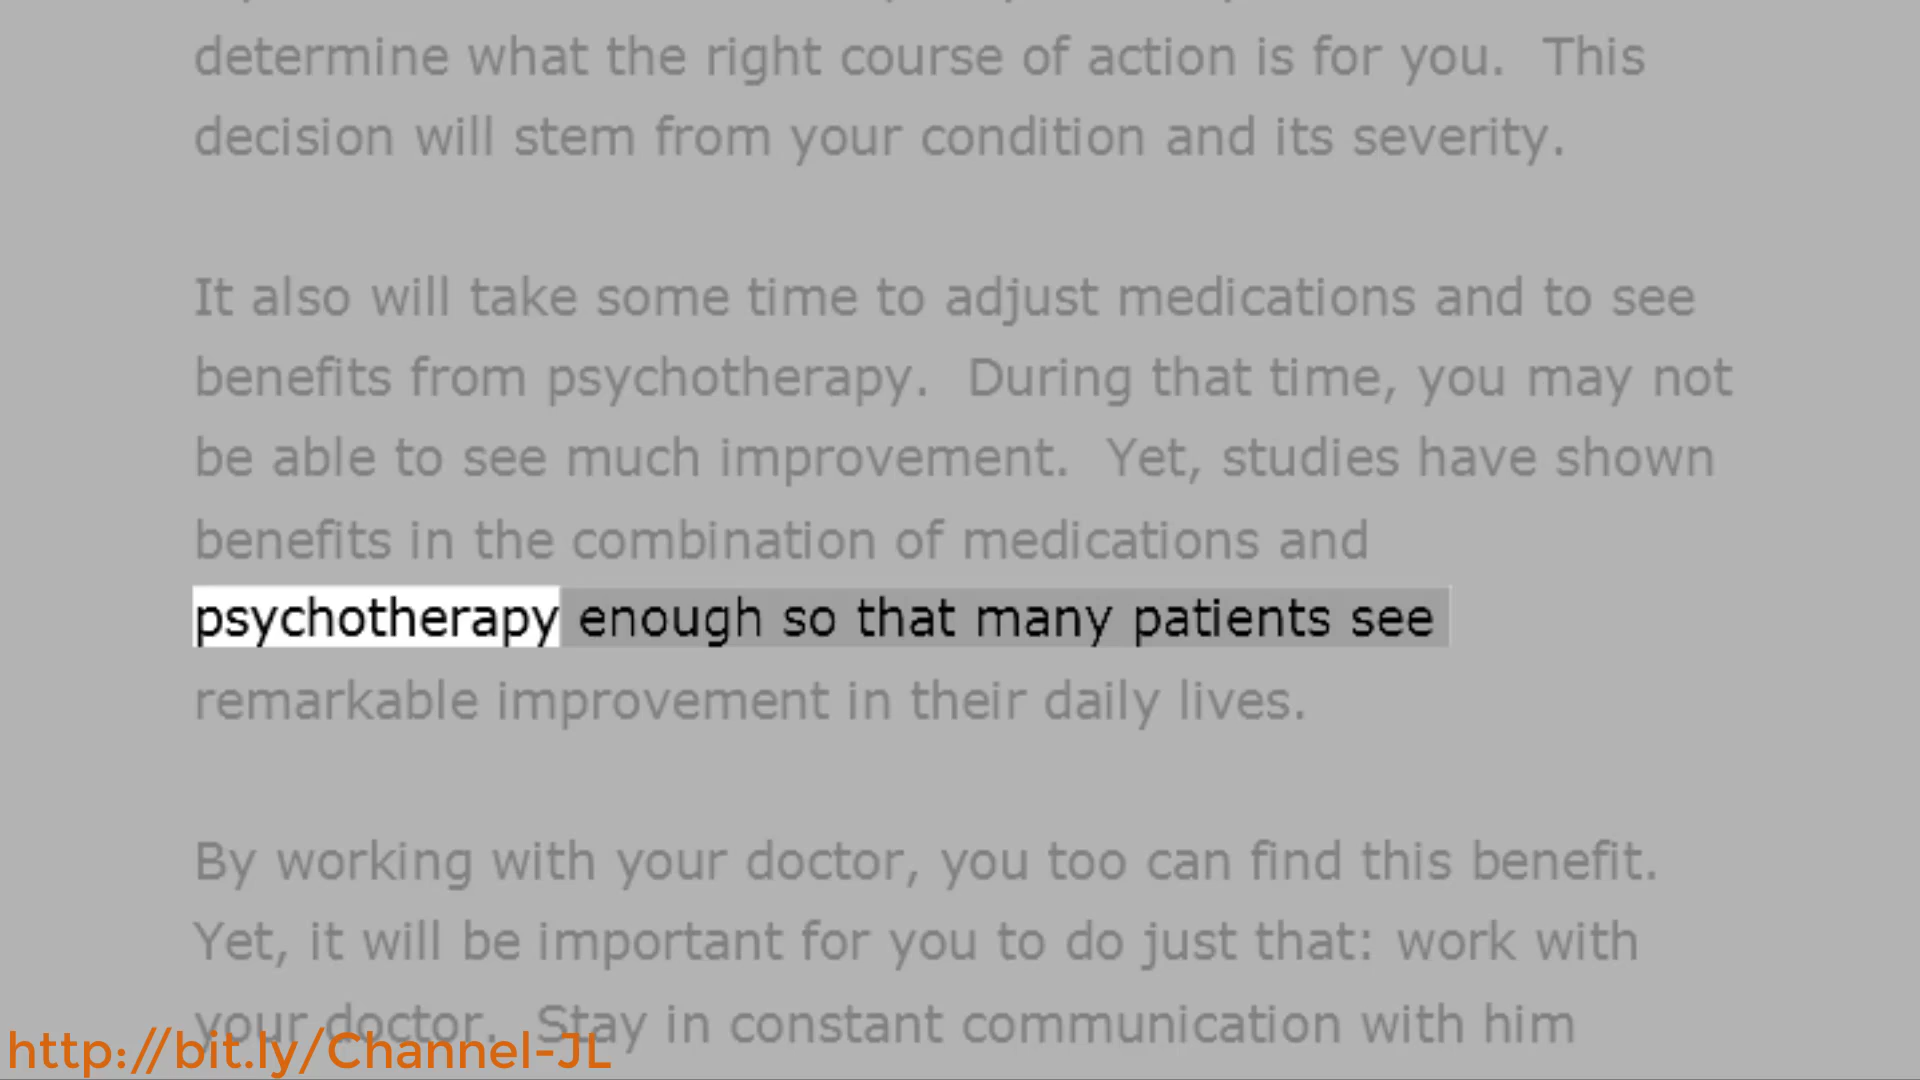 determine what the right course of action is for you.  This
decision will stem from your condition and its severity.
It also will take some time to adjust medications and to see
benefits from psychotherapy.  During that time, you may not
be able to see much improvement.  Yet, studies have shown
benefits in the combination of medications and
psychotherapy enough so that many patients see
remarkable improvement in their daily lives.
By working with your doctor, you too can find this benefit.
Yet, it will be important for you to do just that: work with
your doctor.  Stay in constant communication with him
http://bit.ly/Channel-JL